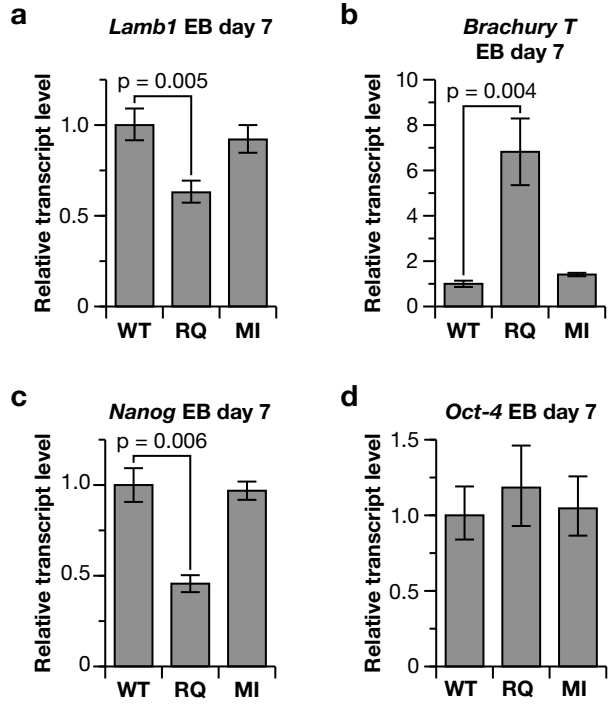 a
Lamb1 EB day 7
Relative transcript level
p = 0.005
1.0
0.5
0
WT RQ MI
b
Brachury T
EB day 7
Relative transcript level
10
p = 0.004
8
6
4
2
0
WT RQ MI
c
Nanog EB day 7
Relative transcript level
p = 0.006
1.0
0.5
0
WT RQ MI
d
Oct-4 EB day 7
Relative transcript level
1.5
1.0
0.5
0
WT RQ MI